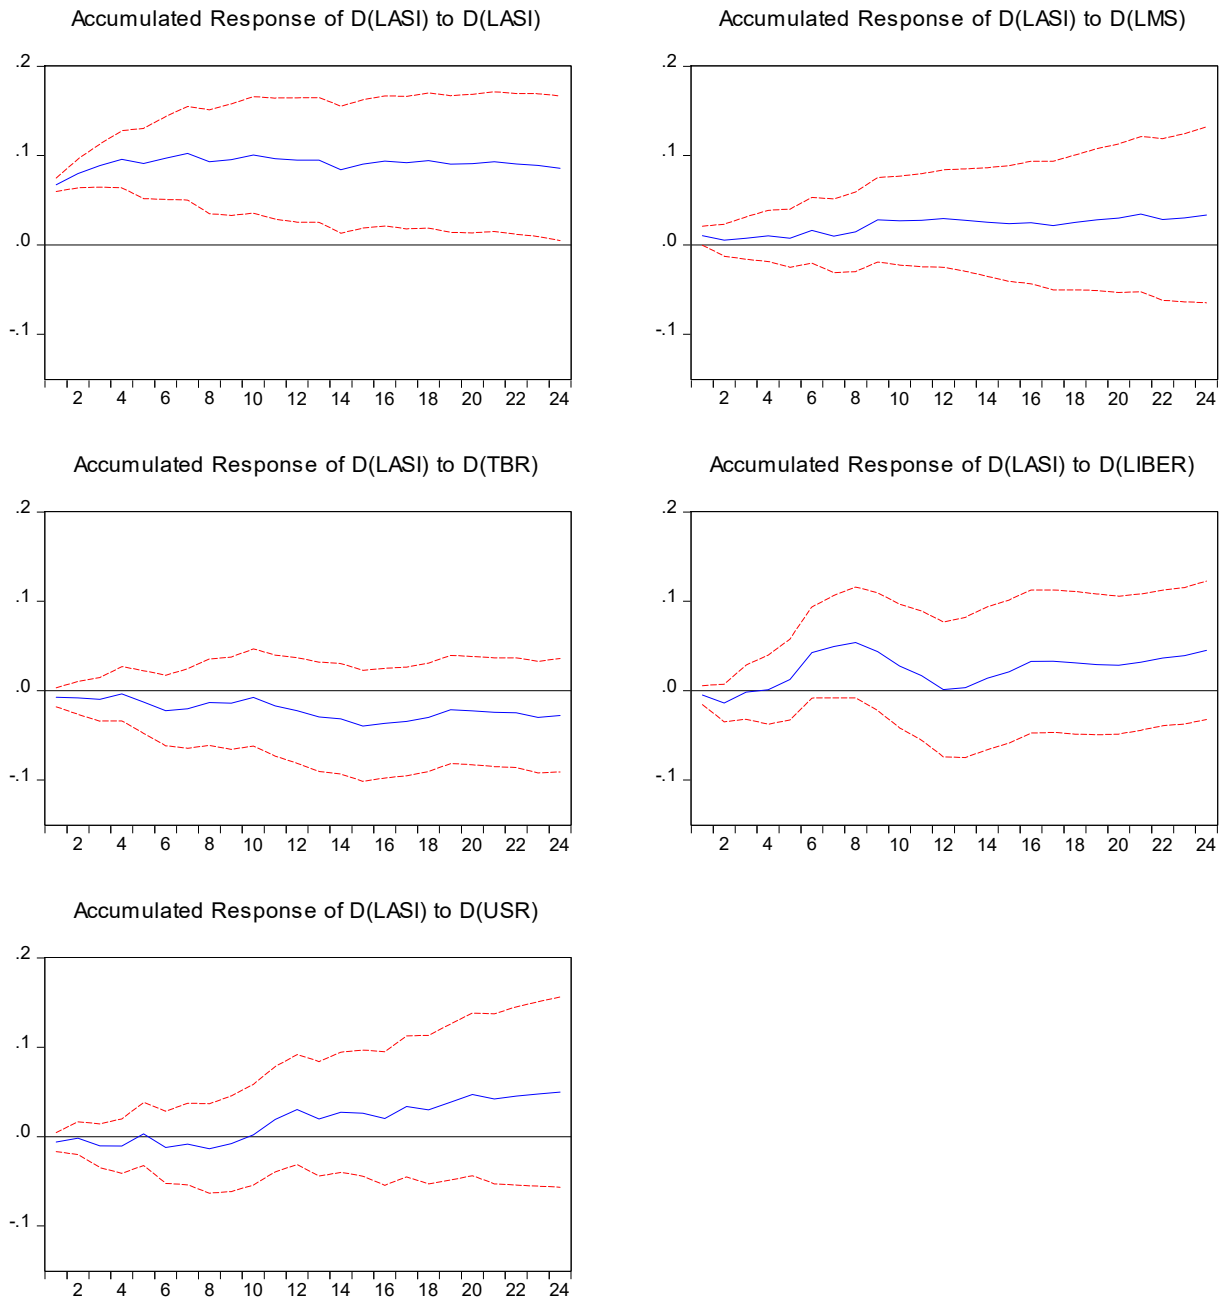 Accumulated Response of D(LASI) to D(LASI)
.2
.1
.0
-.1
2 4 6 8 10 12 14 16 18 20 22 24
Accumulated Response of D(LASI) to D(LMS)
.2
.1
.0
-.1
2 4 6 8 10 12 14 16 18 20 22 24
Accumulated Response of D(LASI) to D(TBR)
.2
.1
.0
-.1
2 4 6 8 10 12 14 16 18 20 22 24
Accumulated Response of D(LASI) to D(LIBER)
.2
.1
.0
-.1
2 4 6 8 10 12 14 16 18 20 22 24
Accumulated Response of D(LASI) to D(USR)
.2
.1
.0
-.1
2 4 6 8 10 12 14 16 18 20 22 24